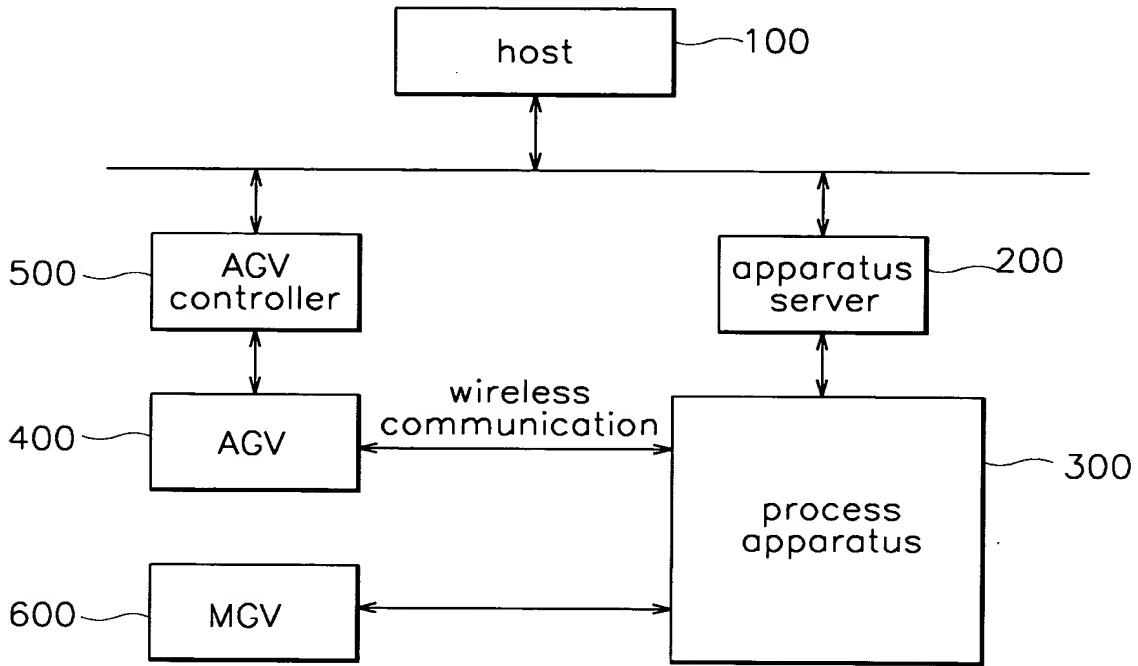 host
100
500
AGV
controller
apparatus
server
200
wireless
communication
400
AGV
300
process
apparatus
600
MGV